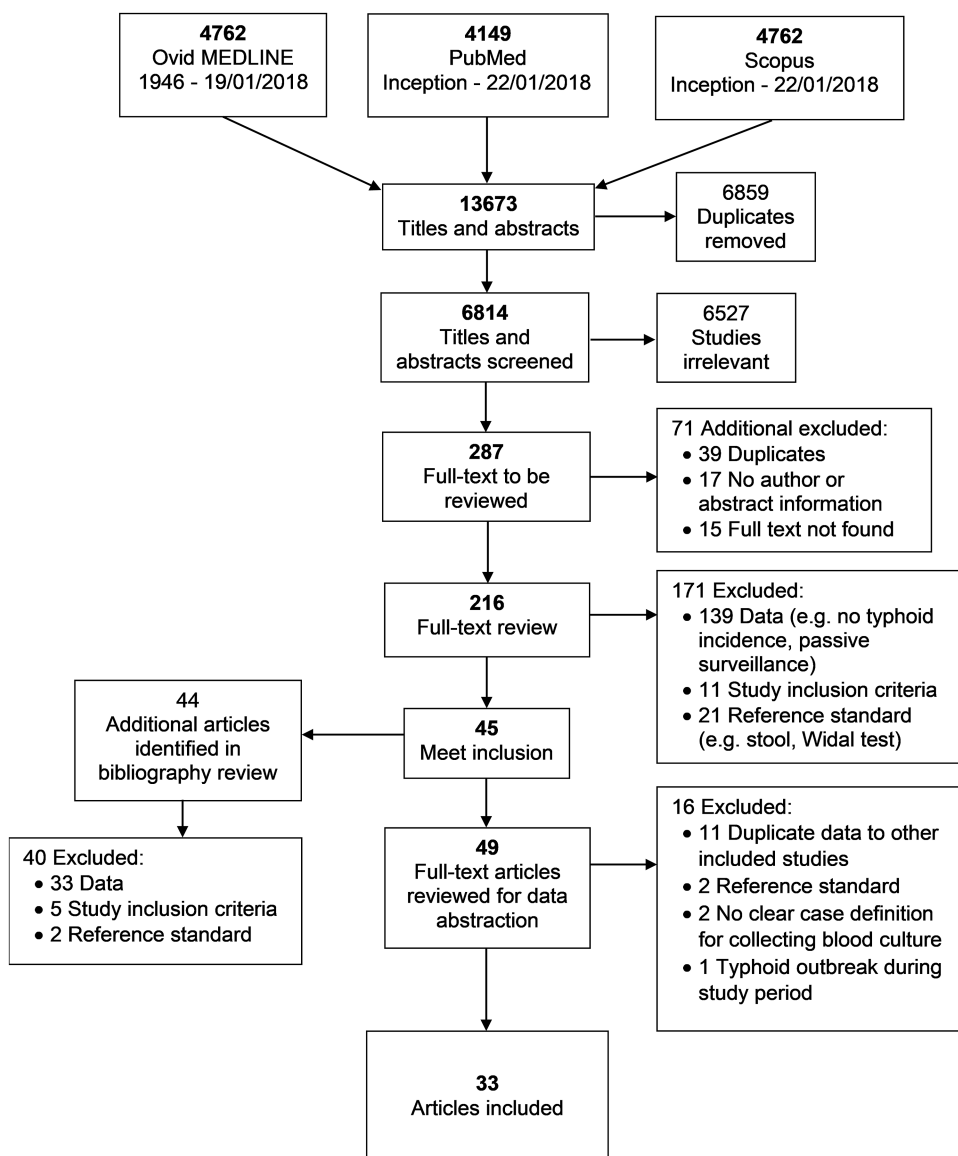 4762
Ovid MEDLINE
1946 - 19/01/2018
4149
PubMed
Inception - 22/01/2018
4762
Scopus
Inception - 22/01/2018
13673
Titles and abstracts
6859
Duplicates
removed
6814
Titles and
abstracts screened
6527
Studies
irrelevant
287
Full-text to be
reviewed
71 Additional excluded:
• 39 Duplicates
• 17 No author or
abstract information
• 15 Full text not found
216
Full-text review
171 Excluded:
• 139 Data (e.g. no typhoid
incidence, passive
surveillance)
• 11 Study inclusion criteria
• 21 Reference standard
(e.g. stool, Widal test)
44
Additional articles
identified in
bibliography review
45
Meet inclusion
40 Excluded:
• 33 Data
• 5 Study inclusion criteria
• 2 Reference standard
49
Full-text articles
reviewed for data
abstraction
16 Excluded:
• 11 Duplicate data to other
included studies
• 2 Reference standard
• 2 No clear case definition
for collecting blood culture
• 1 Typhoid outbreak during
study period
33
Articles included